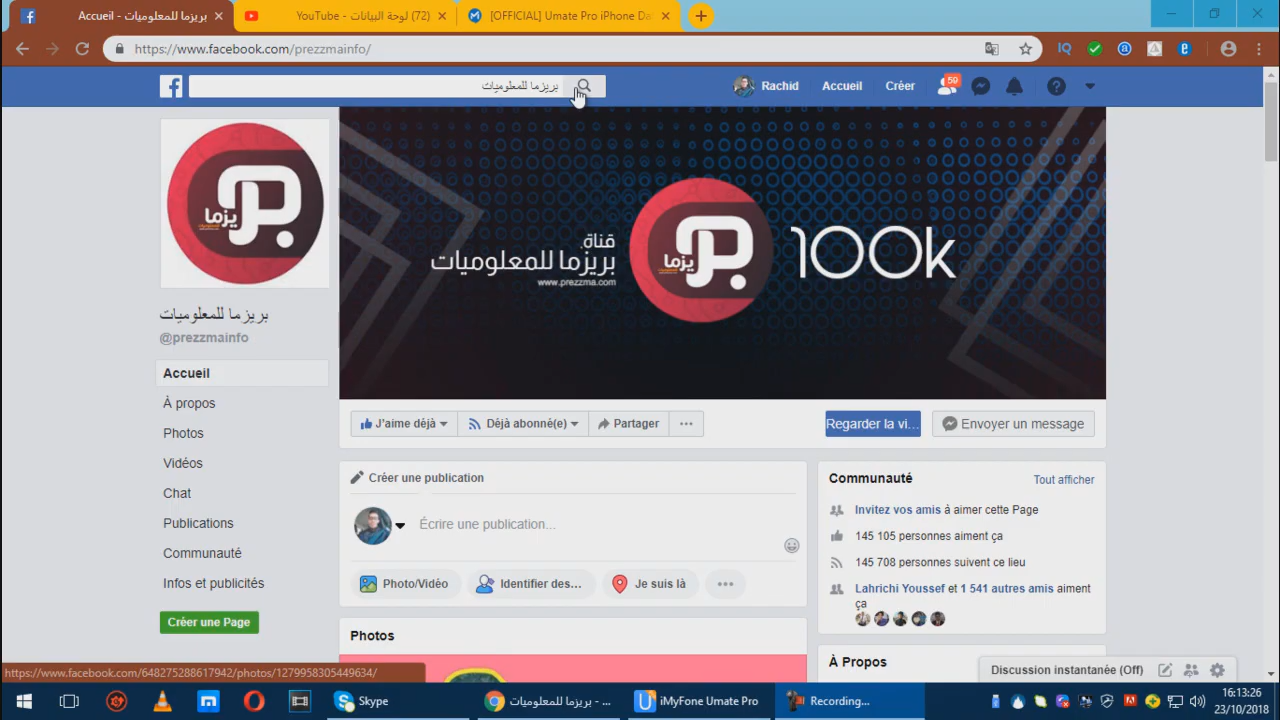 Accueil - بريزما للمعلوميات
YouTube - لوحة البيانات (72)
[OFFICIAL] Umate Pro iPhone Da
https://www.facebook.com/prezzmainfo/
بريزما للمعلوميات
Rachid
Accueil
Créer
59
بريزما
قناة
بريزما للمعلوميات
www.prezzma.com
بريزما
100k
بريزما للمعلوميات
@prezzmainfo
Accueil
À propos
Photos
Vidéos
Chat
Publications
Communauté
Infos et publicités
Créer une Page
J'aime déjà
Déjà abonné(e)
Partager
Regarder la vi...
Envoyer un message
Créer une publication
Écrire une publication...
Photo/Vidéo
Identifier des...
Je suis là
Photos
Communauté
Tout afficher
Invitez vos amis à aimer cette Page
145 105 personnes aiment ça
145 708 personnes suivent ce lieu
Lahrichi Youssef et 1 541 autres amis aiment
ça
À Propos
Discussion instantanée (Off)
https://www.facebook.com/648275288617942/photos/1279958305449634/
Skype
بريزما للمعلوميات - ...
iMyFone Umate Pro
Recording...
16:13:26
23/10/2018